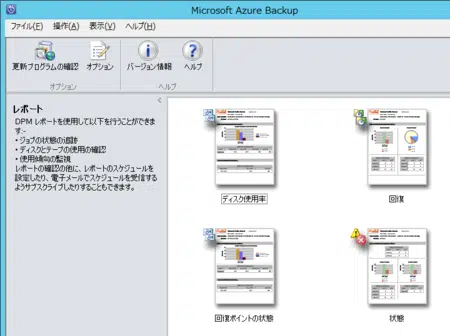 Microsoft Azure Backup
ファイル(F) 操作(A) 表示(V) ヘルプ(H)
更新プログラムの確認 オプション バージョン情報 ヘルプ
オプション ヘルプ
レポート
DPM レポートを使用して以下を行うことができま
す:-
・ジョブの状態の追跡
・ディスクとテープの使用の確認
・使用傾向の監視
レポートの確認の他に、レポートのスケジュールを
設定したり、電子メールでスケジュールを受信する
ようサブスクライブしたりすることもできます。
ディスク使用率 回復
回復ポイントの状態 状態